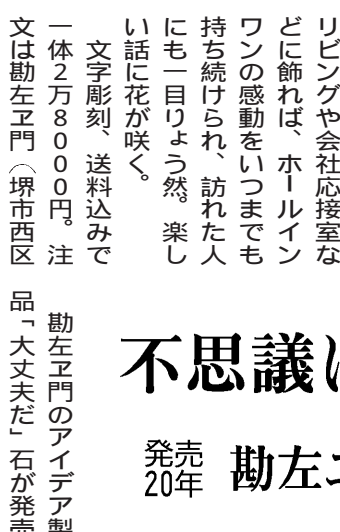 リビングや会社応接室な
どに飾れば、ホールイン
ワンの感動をいつまでも
持ち続けられ、訪れた人
にも一目りょう然。楽し
い話に花が咲く。
文字彫刻、送料込みで
一体2万8000円。注
文は勘左ヱ門(堺市西区
不思議
発売
20年
勘左
勘左ヱ門のアイデア製
品「大丈夫だ」石が発売